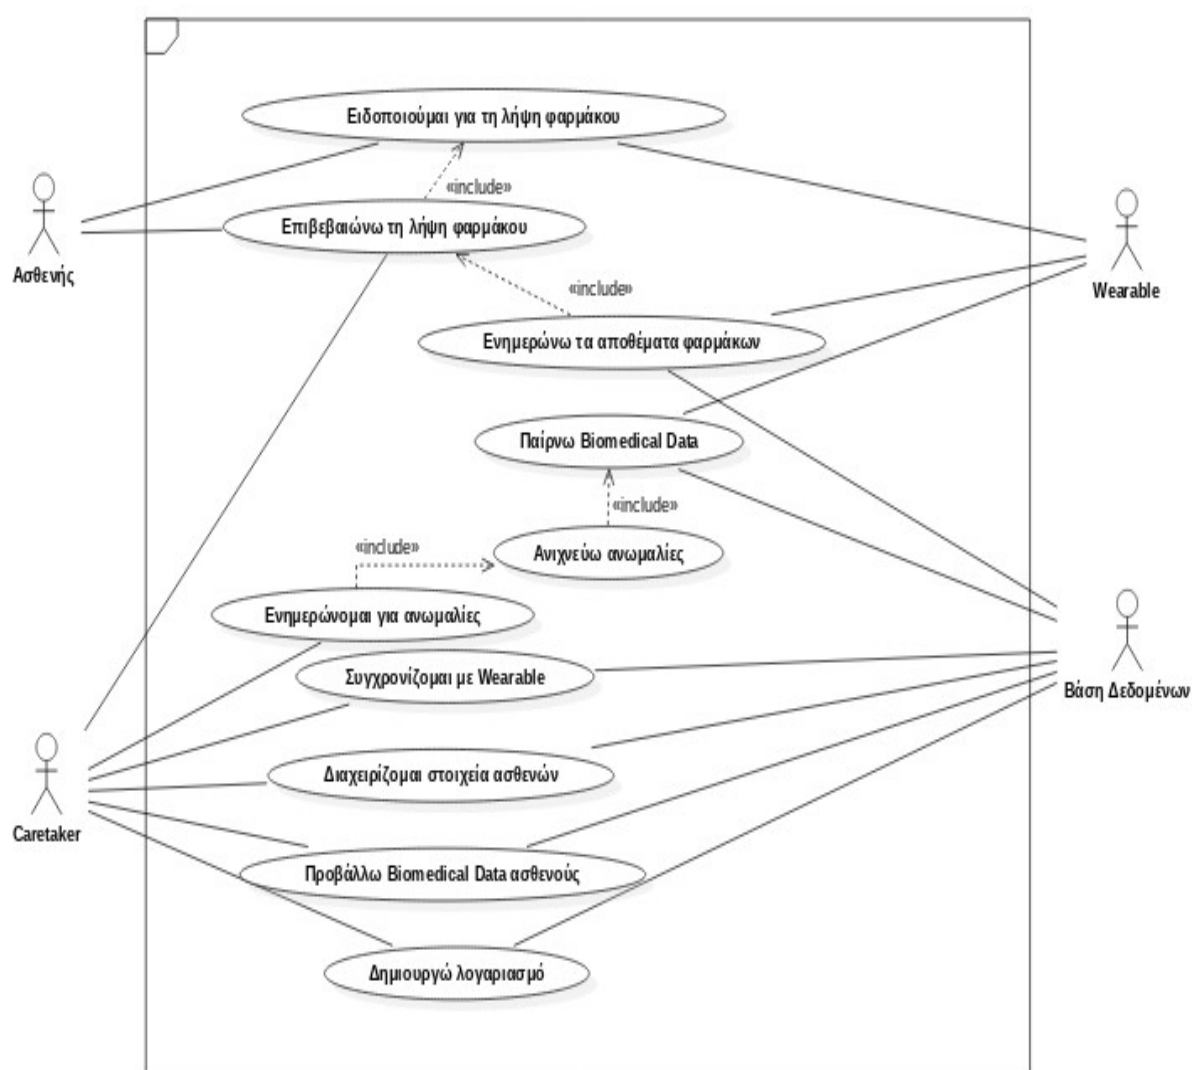 Ειδοποιούμαι για τη λήψη φαρμάκου
«include»
Επιβεβαιώνω τη λήψη φαρμάκου
Ασθενής
Wearable
«include»
Ενημερώνω τα αποθέματα φαρμάκων
Παίρνω Biomedical Data
«include»
Ανιχνεύω ανωμαλίες
«include»
Ενημερώνομαι για ανωμαλίες
Συγχρονίζομαι με Wearable
Βάση Δεδομένων
Διαχειρίζομαι στοιχεία ασθενών
Caretaker
Προβάλλω Biomedical Data ασθενούς
Δημιουργώ λογαριασμό